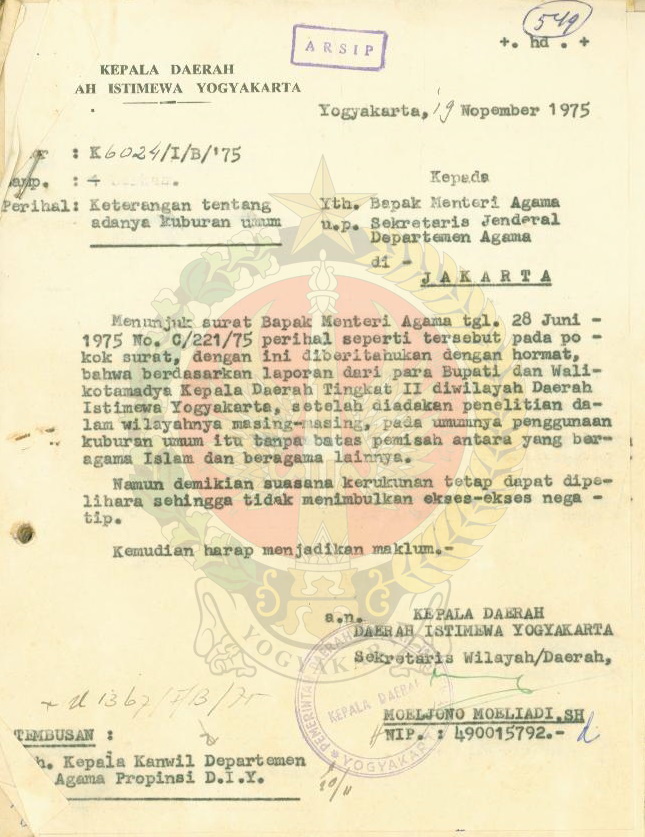 549
ARSIP
+. hd . +
KEPALA DAERAH
AH ISTIMEWA YOGYAKARTA
Yogyakarta, 19 Nopember 1975
: K6024/I/B/'75
amp. : 4
Perihal: Keterangan tentang
adanya kuburan umum
Kepada
Yth. Bapak Menteri Agama
u.p. Sekretaris Jenderal
Departemen Agama
di -
JAKARTA
Menunjuk surat Bapak Menteri Agama tgl. 28 Juni -
1975 No. C/221/75 perihal seperti tersebut pada po -
kok surat, dengan ini diberitahukan dengan hormat,
bahwa berdasarkan laporan dari para Bupati dan Wali-
kotamadya Kepala Daerah Tingkat II diwilayah Daerah
Istimewa Yogyakarta, setelah diadakan penelitian da-
lam wilayahnya masing-masing, pada umumnya penggunaan
kuburan umum itu tanpa batas pemisah antara yang ber-
agama Islam dan beragama lainnya.
Namun demikian suasana kerukunan tetap dapat dipe-
lihara sehingga tidak menimbulkan ekses-ekses nega -
tip.
Kemudian harap menjadikan maklum.-
a.n. KEPALA DAERAH
DAERAH ISTIMEWA YOGYAKARTA
Sekretaris Wilayah/Daerah,
YOGYAKARTA
KEPALA DAERAH
YOGYAKARTA
MOELJONO MOELIADI,SH
NIP. : 490015792.-
1367/I/B/75
TEMBUSAN :
h. Kepala Kanwil Departemen
Agama Propinsi D.I.Y.